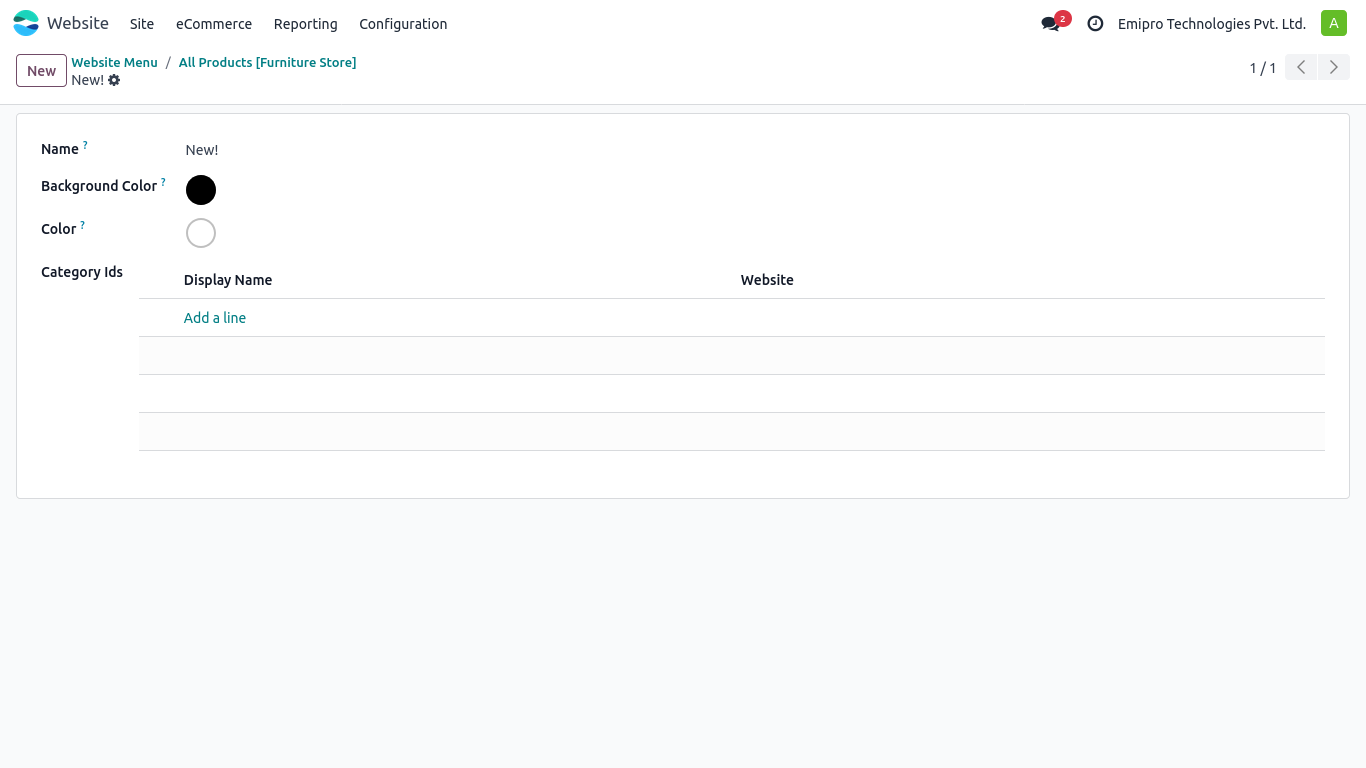 Website Site eCommerce Reporting Configuration 2 Emipro Technologies Pvt. Ltd. A
New Website Menu / All Products [Furniture Store]
New! 1 / 1
Name ? New!
Background Color ?
Color ?
Category Ids
Display Name Website
Add a line